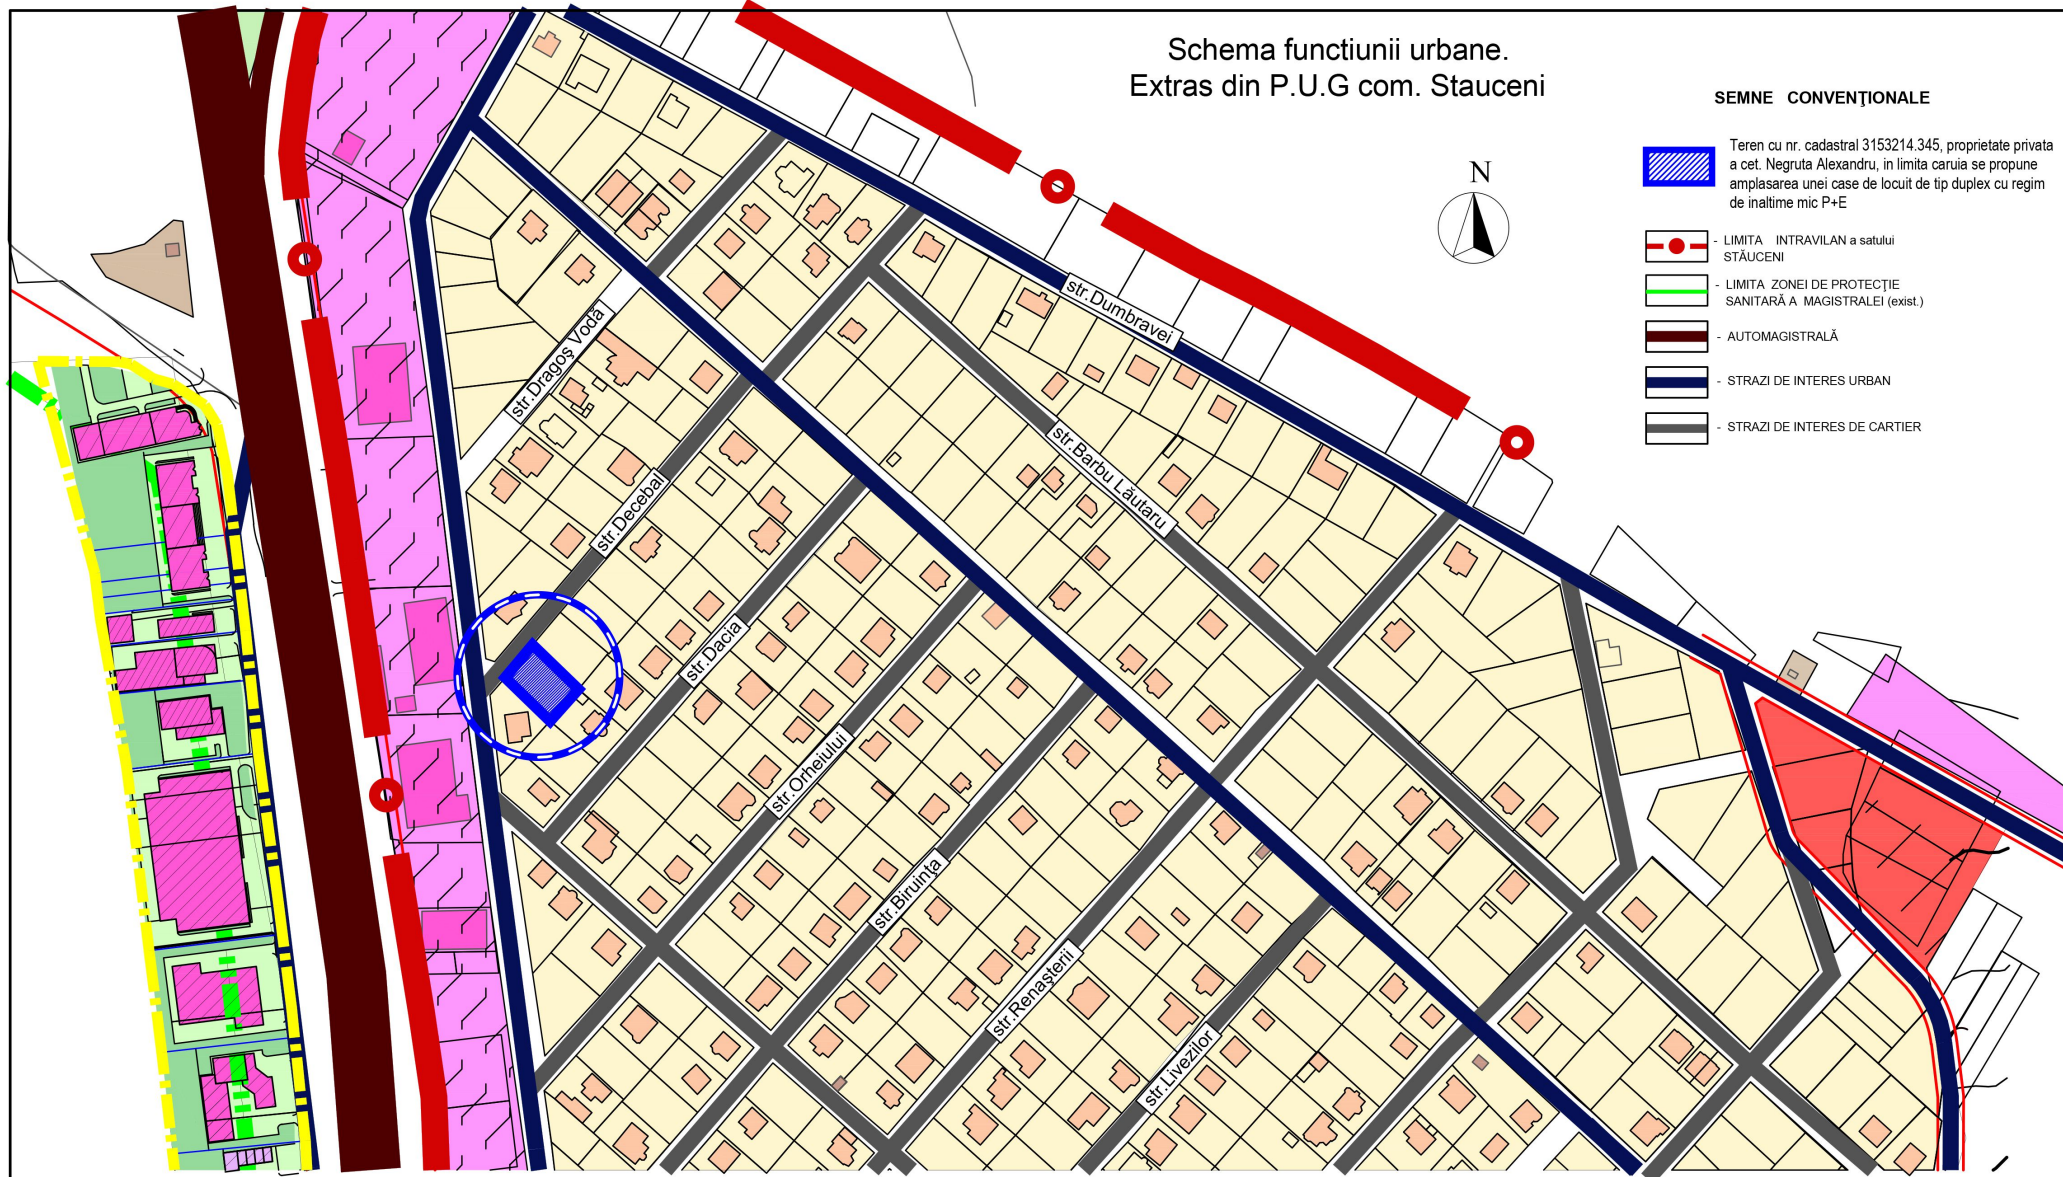 Schema functiunii urbane.
Extras din P.U.G com. Stauceni
SEMNE CONVENŢIONALE
Teren cu nr. cadastral 3153214.345, proprietate privata
a cet. Negruta Alexandru, in limita caruia se propune
amplasarea unei case de locuit de tip duplex cu regim
de inaltime mic P+E
N
- LIMITA INTRAVILAN a satului
STĂUCENI
- LIMITA ZONEI DE PROTECŢIE
SANITARĂ A MAGISTRALEI (exist.)
- AUTOMAGISTRALĂ
- STRAZI DE INTERES URBAN
- STRAZI DE INTERES DE CARTIER
str.Dumbravei
str.Dragoş Vodă
str.Barbu Lăutaru
str.Decebal
str.Dacia
str.Orheiului
str.Biruinţa
str.Renaşterii
str.Livezilor